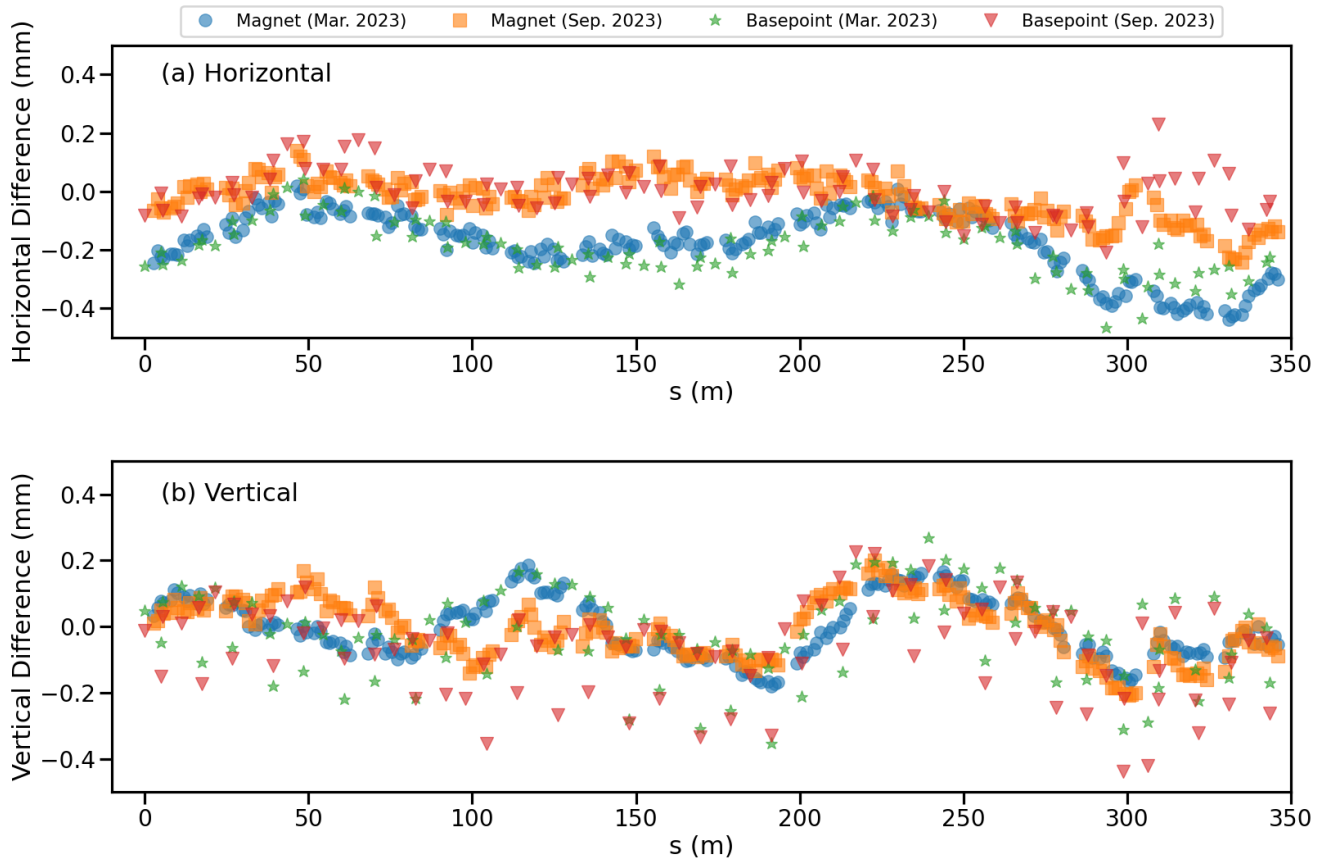 Magnet (Mar. 2023) Magnet (Sep. 2023) Basepoint (Mar. 2023) Basepoint (Sep. 2023)
Horizontal Difference (mm)
(a) Horizontal
0.4
0.2
0.0
−0.2
−0.4
0 50 100 150 200 250 300 350
s (m)
Vertical Difference (mm)
(b) Vertical
0.4
0.2
0.0
−0.2
−0.4
0 50 100 150 200 250 300 350
s (m)